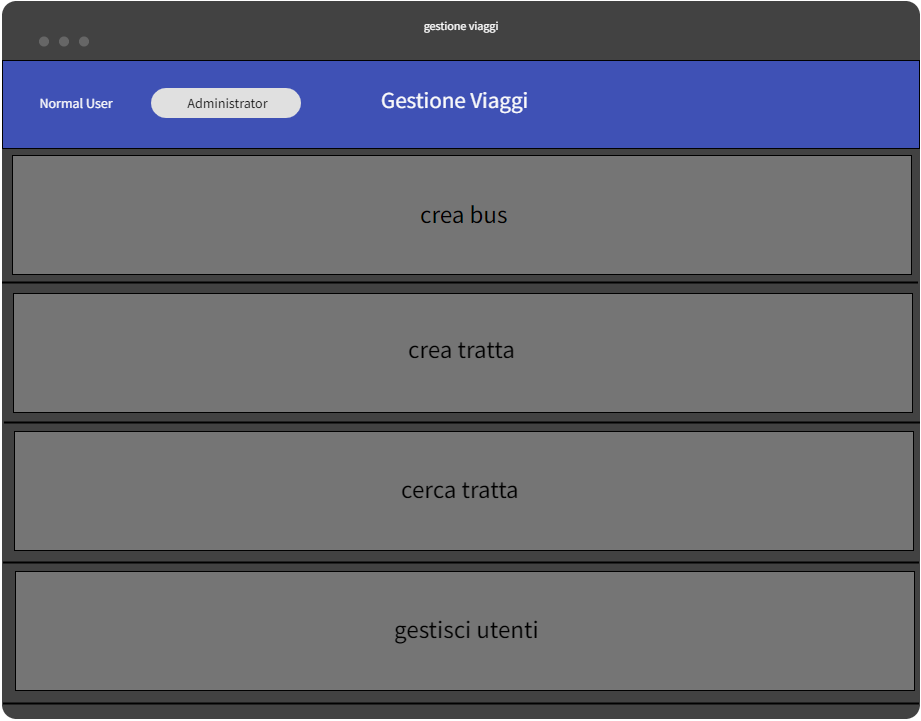 gestione viaggi
Normal User
Administrator
Gestione Viaggi
crea bus
crea tratta
cerca tratta
gestisci utenti